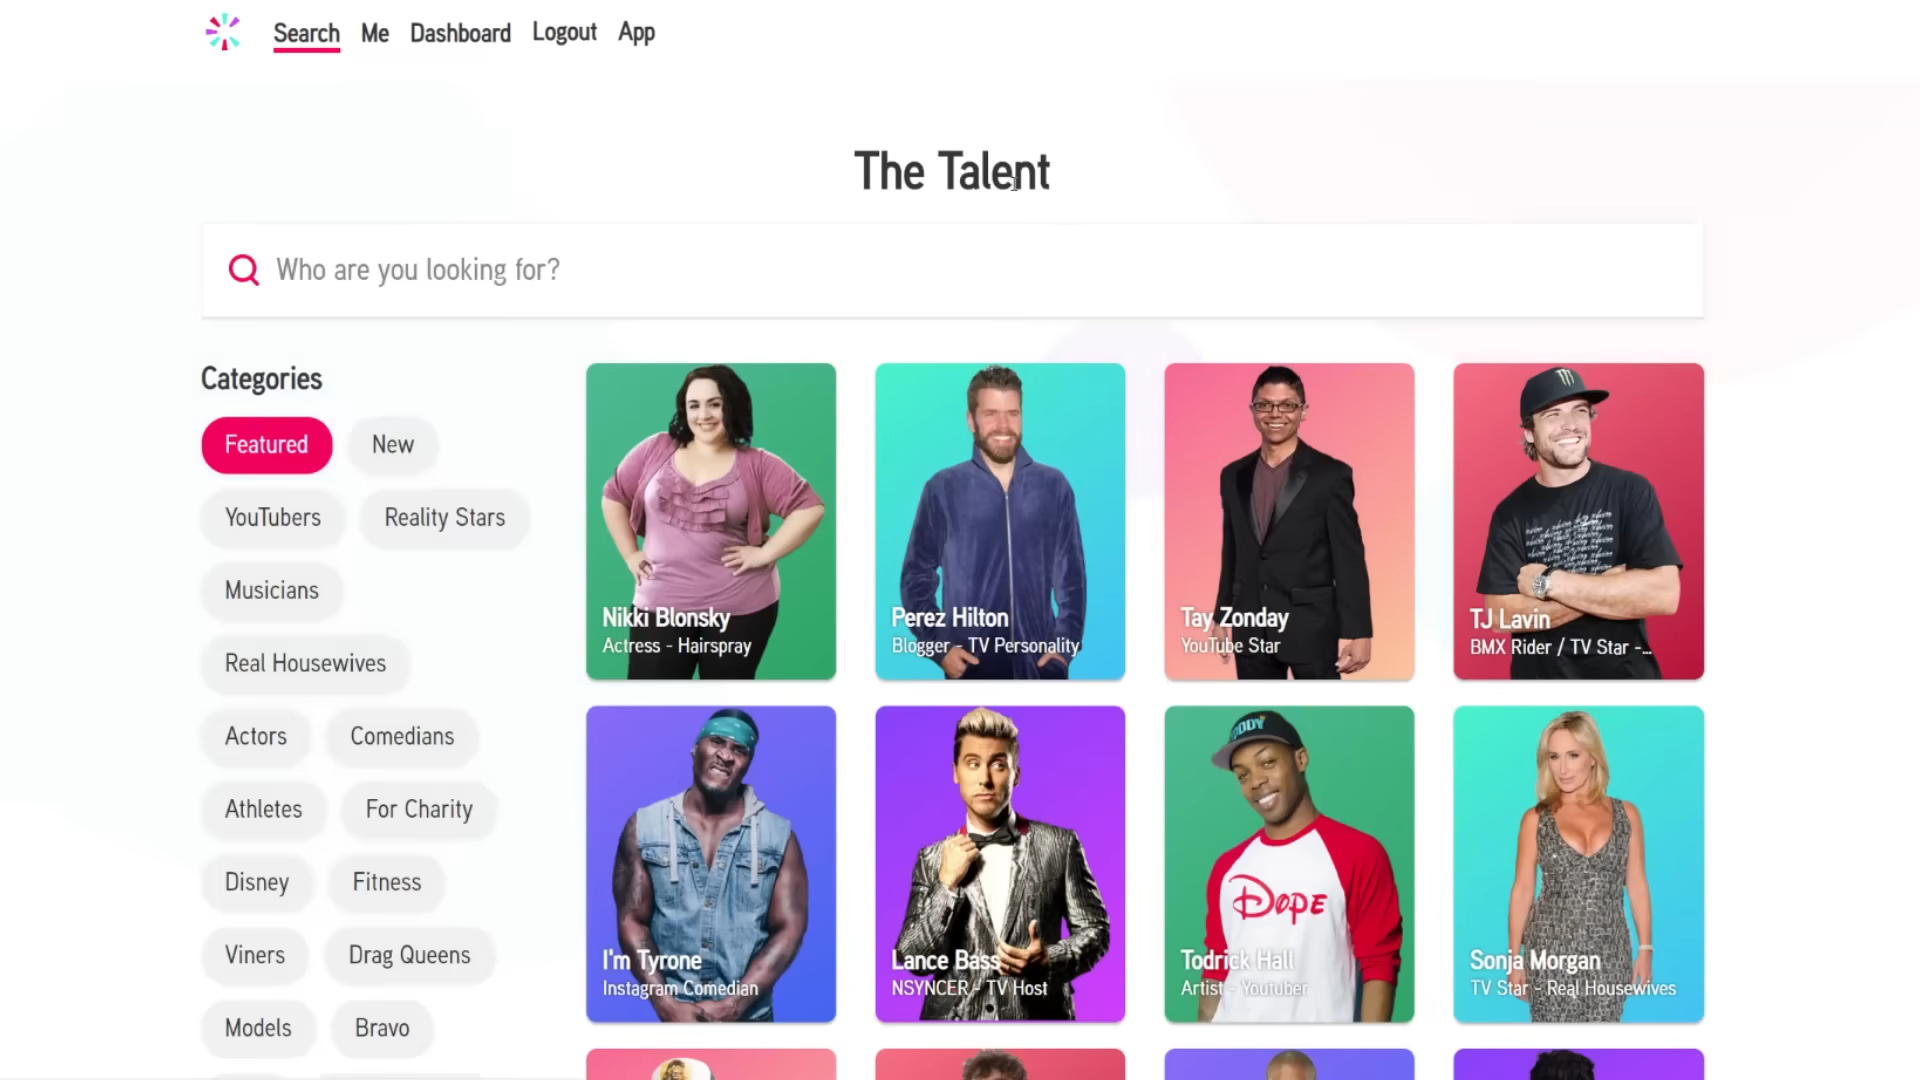 Search Me Dashboard Logout App
The Talent
Who are you looking for?
Categories
Featured New
YouTubers Reality Stars
Musicians
Real Housewives
Actors Comedians
Athletes For Charity
Disney Fitness
Viners Drag Queens
Models Bravo
Nikki Blonsky
Actress - Hairspray
Perez Hilton
Blogger - TV Personality
Tay Zonday
YouTube Star
TJ Lavin
BMX Rider / TV Star -...
I'm Tyrone
Instagram Comedian
Lance Bass
NSYNCER - TV Host
DOPE
Todrick Hall
Artist - Youtuber
Sonja Morgan
TV Star - Real Housewives